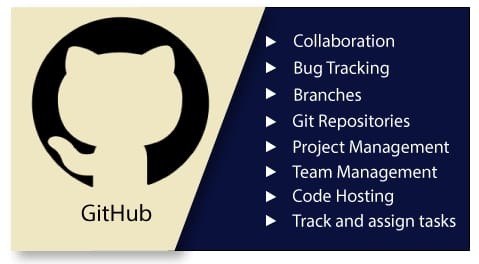 GitHub
Collaboration
Bug Tracking
Branches
Git Repositories
Project Management
Team Management
Code Hosting
Track and assign tasks